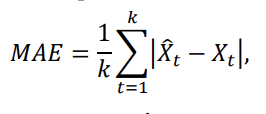 MAE = \frac{1}{k} \sum_{t=1}^{k} |\hat{X}_t - X_t|,